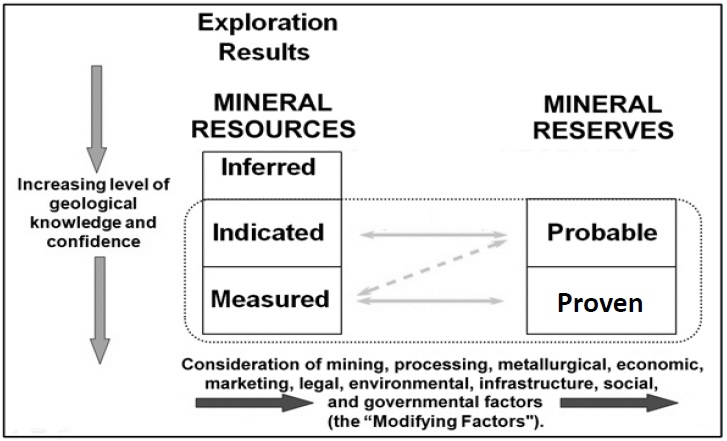 Exploration
Results
MINERAL
RESOURCES
MINERAL
RESERVES
Inferred
Increasing level of
geological
knowledge and
confidence
Indicated
Probable
Measured
Proven
Consideration of mining, processing, metallurgical, economic,
marketing, legal, environmental, infrastructure, social,
and governmental factors
(the “Modifying Factors").